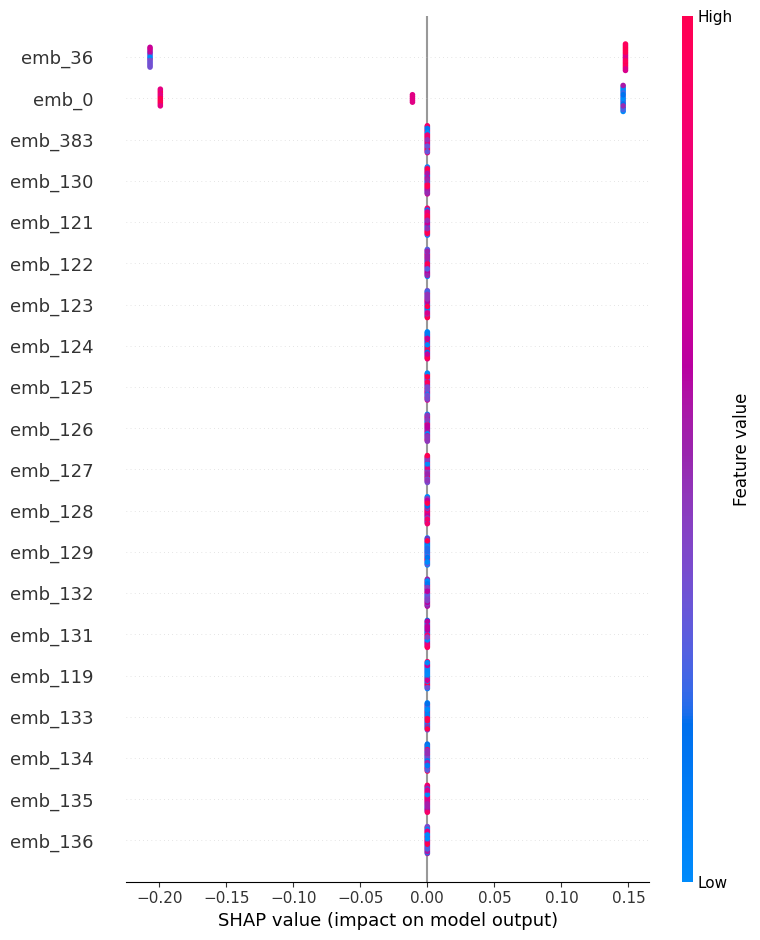 High
emb_36
emb_0
emb_383
emb_130
emb_121
emb_122
emb_123
emb_124
emb_125
emb_126
emb_127
emb_128
emb_129
emb_132
emb_131
emb_119
emb_133
emb_134
emb_135
emb_136
Feature value
Low
−0.20 −0.15 −0.10 −0.05 0.00 0.05 0.10 0.15
SHAP value (impact on model output)